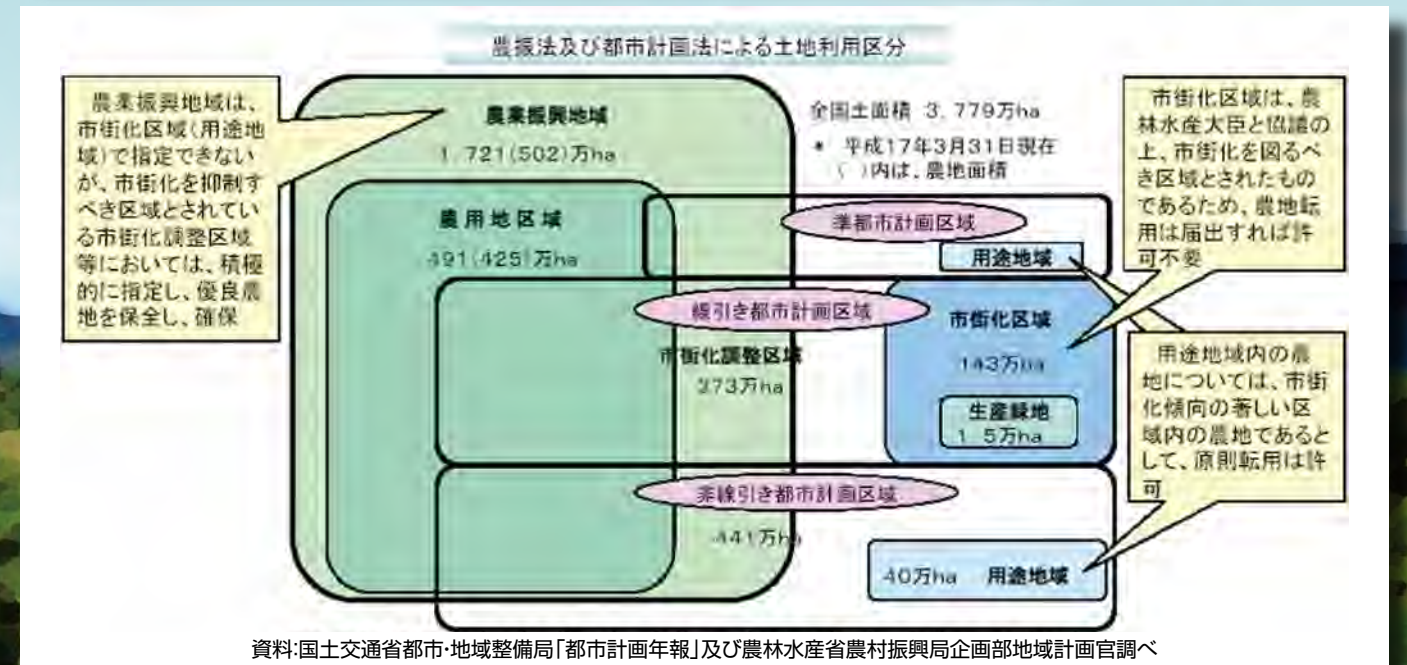 農振法及び都市計画法による土地利用区分
農業振興地域は、
市街化区域(用途地
域)で指定できない
が、市街化を抑制す
べき区域とされてい
る市街化調整区域
等においては、積極
的に指定し、優良農
地を保全し、確保
農業振興地域
1,721(502)万ha
農用地区域
491(425)万ha
全国土面積 3,779万ha
* 平成17年3月31日現在
( )内は、農地面積
準都市計画区域
用途地域
線引き都市計画区域
市街化調整区域
373万ha
市街化区域
143万ha
生産緑地
1.5万ha
非線引き都市計画区域
441万ha
40万ha 用途地域
市街化区域は、農
林水産大臣と協議の
上、市街化を図るべ
き区域とされたもの
であるため、農地転
用は届出すれば許
可不要
用途地域内の農
地については、市街
化傾向の著しい区
域内の農地であると
して、原則転用は許
可
資料:国土交通省都市・地域整備局「都市計画年報」及び農林水産省農村振興局企画部地域計画官調べ